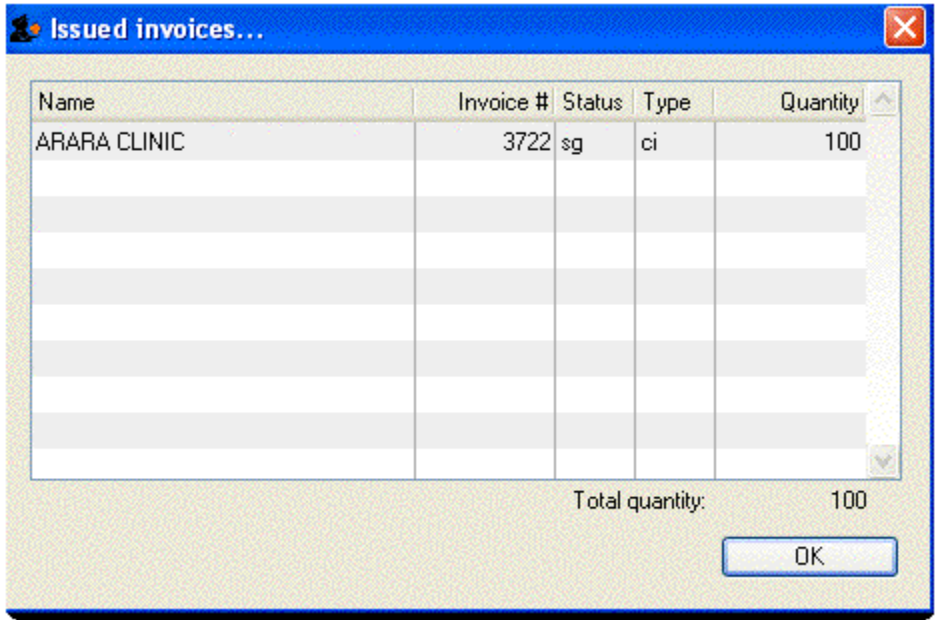 Issued invoices...
Name Invoice # Status Type Quantity
ARARA CLINIC 3722 sg ci 100
Total quantity: 100
OK